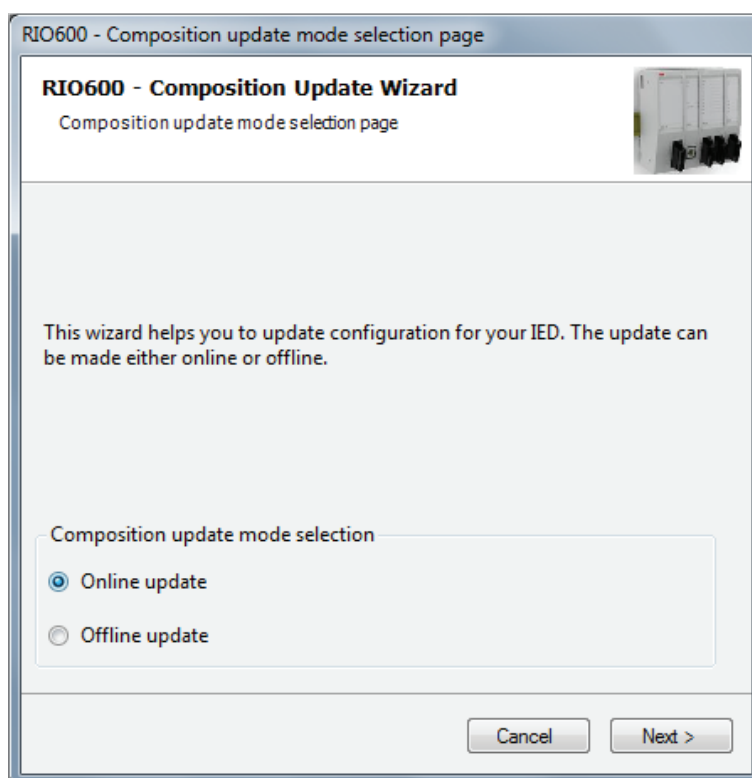 RIO600 - Composition update mode selection page
RIO600 - Composition Update Wizard
Composition update mode selection page
This wizard helps you to update configuration for your IED. The update can
be made either online or offline.
Composition update mode selection
Online update
Offline update
Cancel
Next >